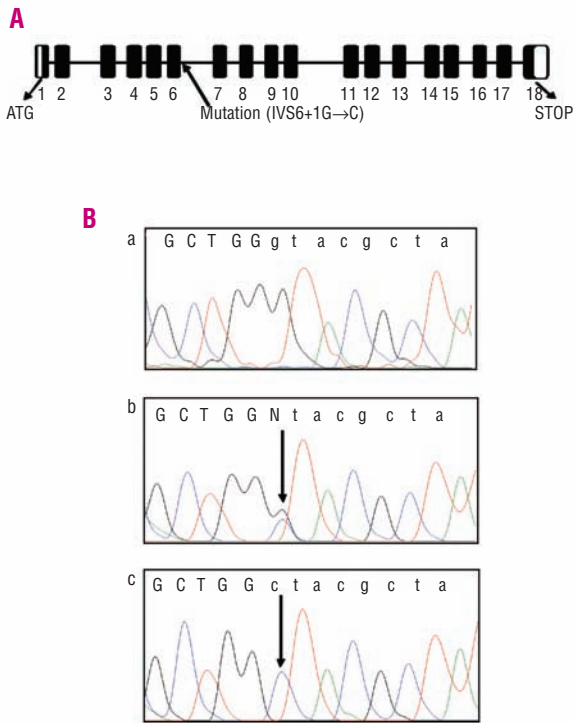 A
1 2 3 4 5 6 7 8 9 10 11 12 13 14 15 16 17 18
ATG Mutation (IVS6+1G→C) STOP
B
a G C T G G g t a c g c t a
b G C T G G N t a c g c t a
c G C T G G c t a c g c t a